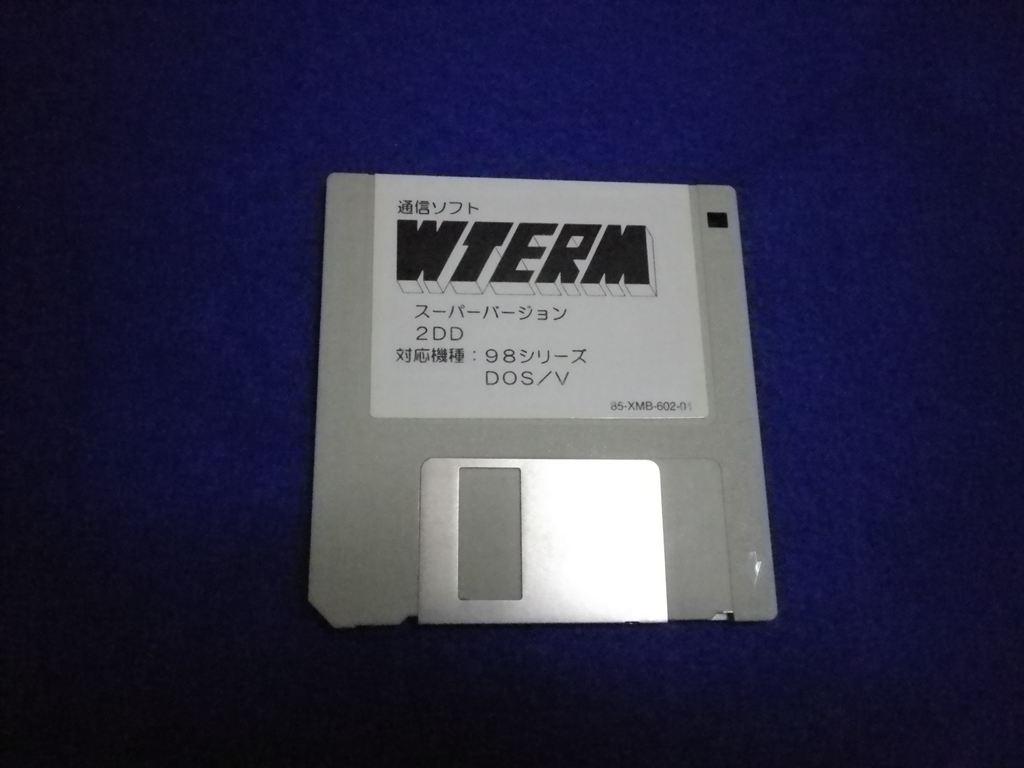 通信ソフト
WTERM
スーパーバージョン
2DD
対応機種：98シリーズ
DOS/V
85-XMB-602-01